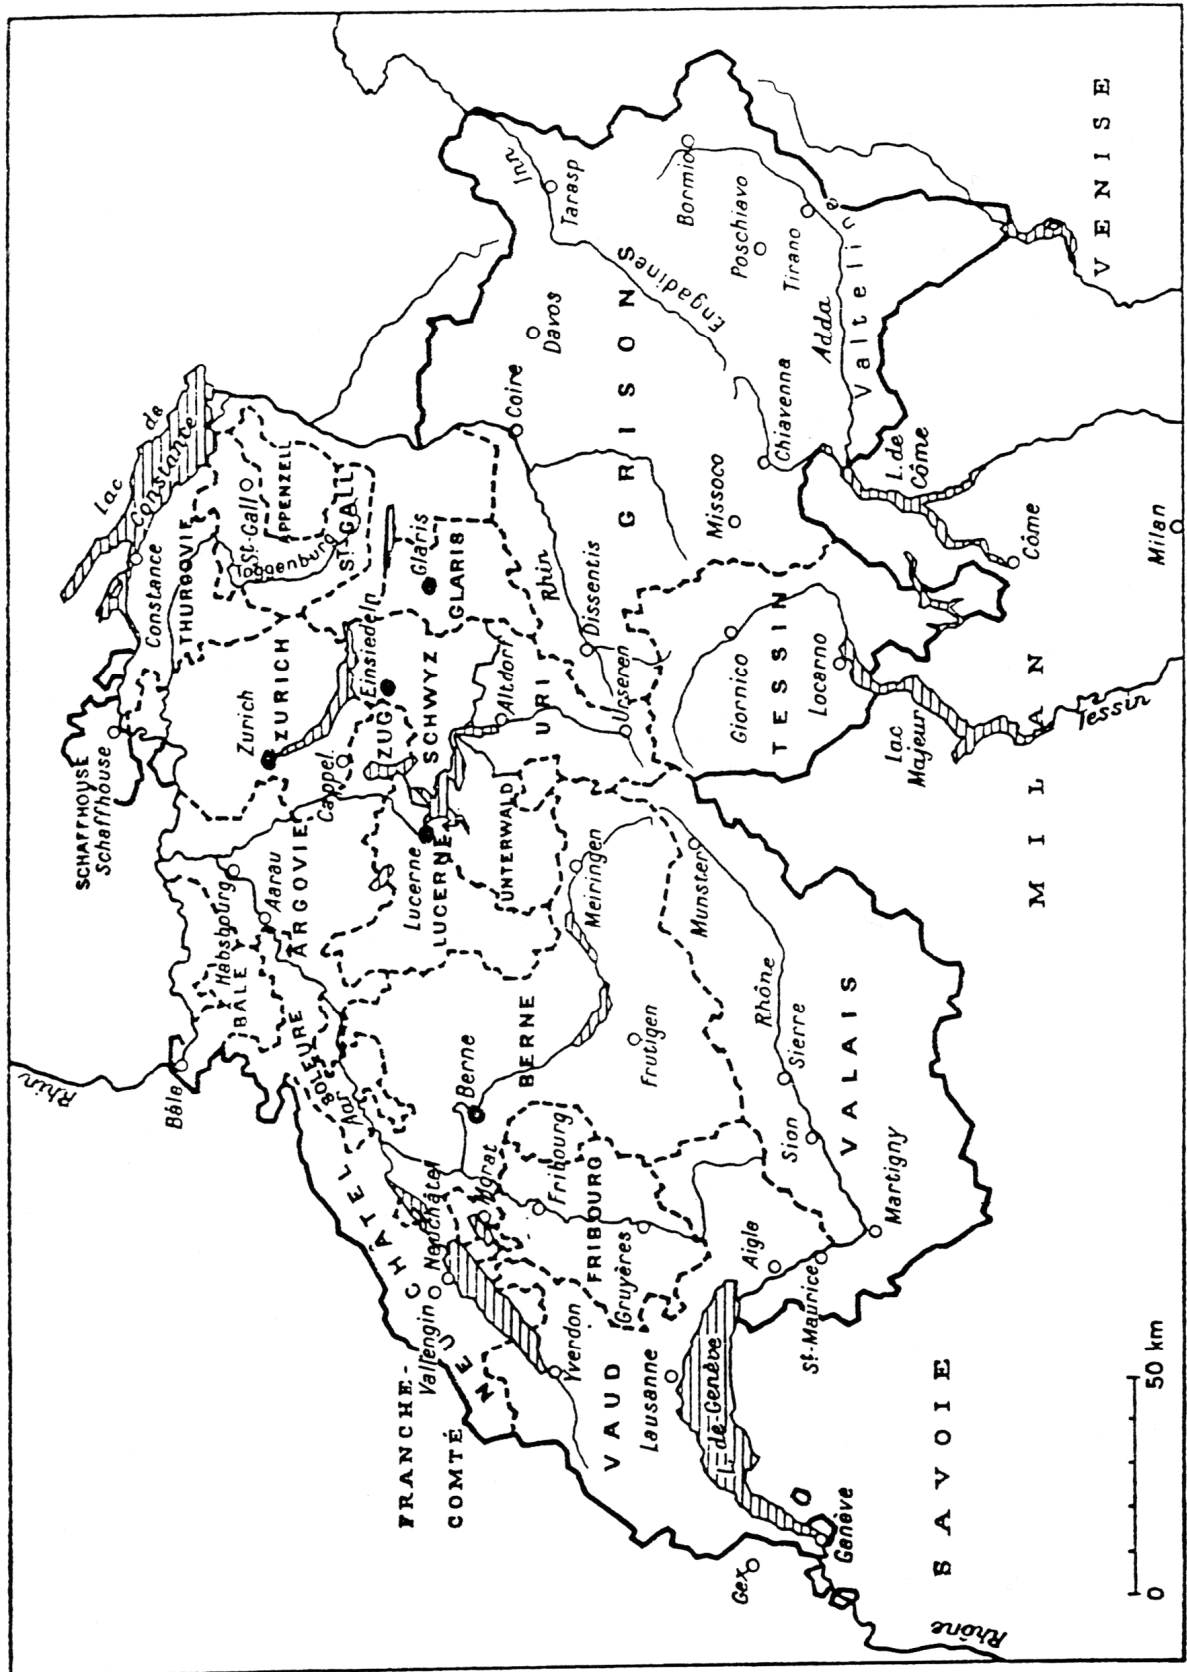 Rhin
Bâle
SCHAFFHOUSE
Schaffhouse
Lac de Constance
Constance
THURGOVIE
St-Gall
APPENZELL
Toggenburg
ST GALL
Zurich
ZURICH
Habsbourg
BÂLE
Aarau
ARGOVIE
SOLEURE
Aar
Cappel
ZUG
Einsiedeln
SCHWYZ
Glaris
GLARIS
Lucerne
LUCERNE
UNTERWALD
Altdorf
URI
Urseren
Rhin
Dissentis
Coire
Davos
Inn
Tarasp
Engadines
GRISONS
Bormio
Poschiavo
Tirano
Adda
Valteline
Chiavenna
Missoco
FRANCHE-
COMTÉ
NEUCHÂTEL
Valfengin
Neuchâtel
Morat
Berne
BERNE
Fribourg
FRIBOURG
Gruyères
Yverdon
VAUD
Lausanne
L. de Genève
Meiringen
Frutigen
Munster
Rhône
Sierre
Sion
VALAIS
Martigny
Aigle
St-Maurice
Gex
Genève
Rhône
SAVOIE
Giornico
TESSIN
Locarno
Lac
Majeur
L. de
Côme
Côme
Milan
MILAN
Tessin
VENISE
0 50 km